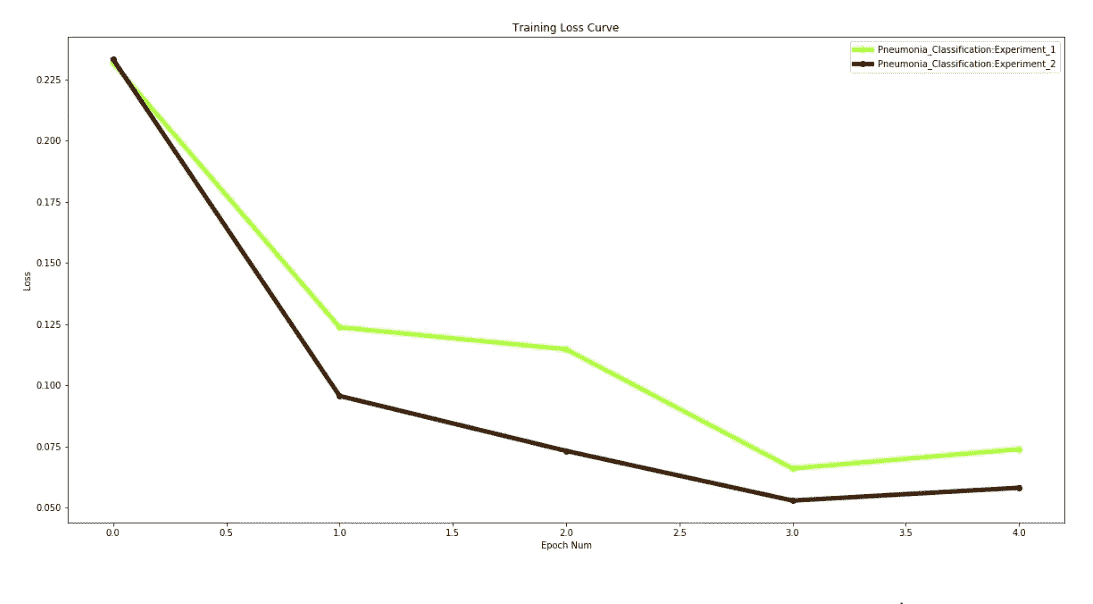 Training Loss Curve
Pneumonia_Classification:Experiment_1
Pneumonia_Classification:Experiment_2
0.225
0.200
0.175
0.150
0.125
0.100
0.075
0.050
Loss
0.0 0.5 1.0 1.5 2.0 2.5 3.0 3.5 4.0
Epoch Num